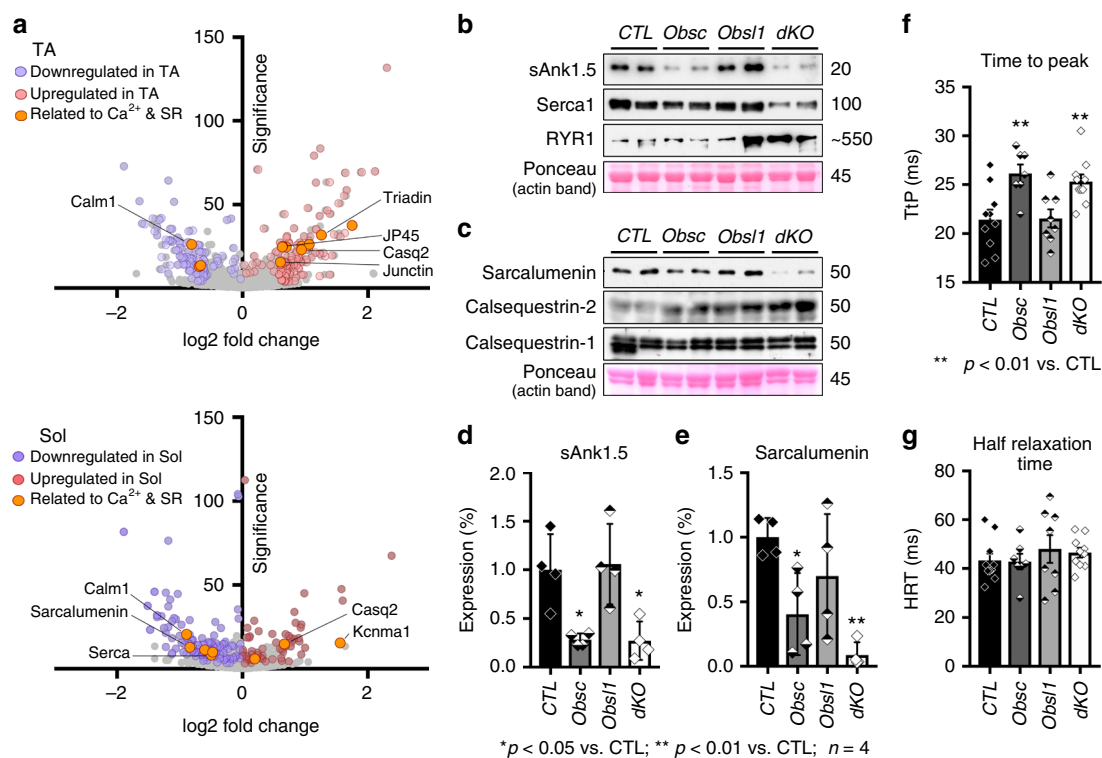 a
TA
Downregulated in TA
Upregulated in TA
Related to Ca2+ & SR
150
100
50
Significance
Calm1
Triadin
JP45
Casq2
Junctin
−2
0
2
log2 fold change
Sol
Downregulated in Sol
Upregulated in Sol
Related to Ca2+ & SR
150
100
50
Significance
Calm1
Sarcalumenin
Serca
Casq2
Kcnma1
−2
0
2
log2 fold change
b
CTL Obsc Obsl1 dKO
sAnk1.5 20
Serca1 100
RYR1 ~550
Ponceau 45
(actin band)
c
CTL Obsc Obsl1 dKO
Sarcalumenin 50
Calsequestrin-2 50
Calsequestrin-1 50
Ponceau 45
(actin band)
d
sAnk1.5
Expression (%)
2.0
1.5
1.0
0.5
0.0
* *
CTL Obsc Obsl1 dKO
e
Sarcalumenin
Expression (%)
1.5
1.0
0.5
0.0
* **
CTL Obsc Obsl1 dKO
*p < 0.05 vs. CTL; ** p < 0.01 vs. CTL; n = 4
f
Time to peak
TtP (ms)
35
30
25
20
15
** **
CTL Obsc Obsl1 dKO
** p < 0.01 vs. CTL
g
Half relaxation
time
HRT (ms)
80
60
40
20
0
CTL Obsc Obsl1 dKO